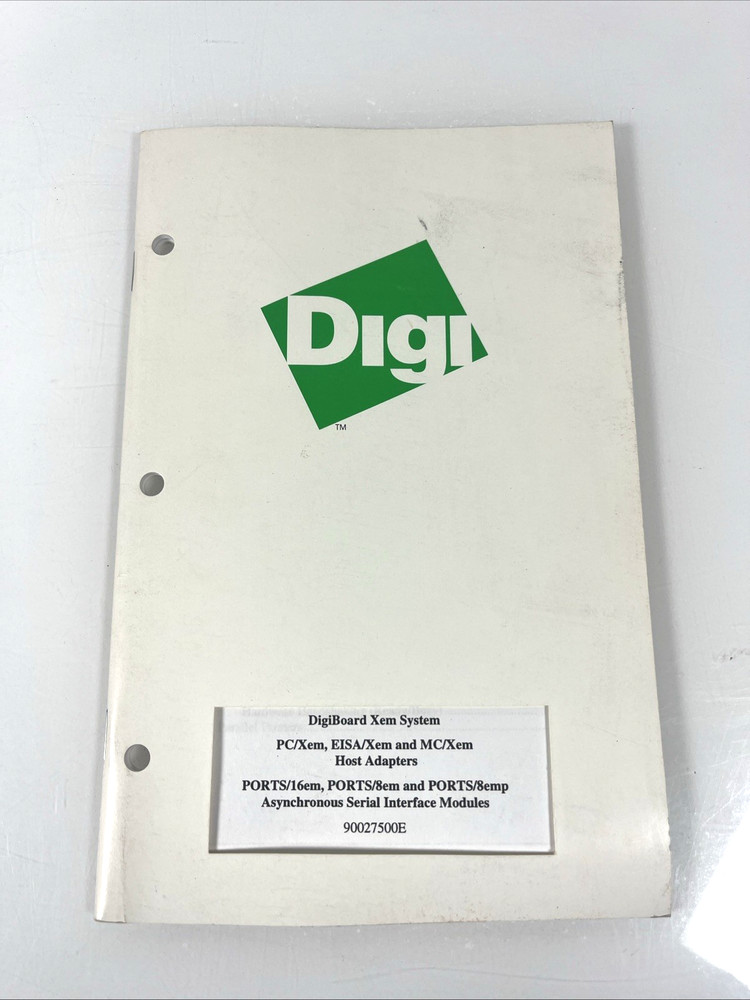 Digi
TM
DigiBoard Xem System
PC/Xem, EISA/Xem and MC/Xem
Host Adapters
PORTS/16em, PORTS/8em and PORTS/8emp
Asynchronous Serial Interface Modules
90027500E